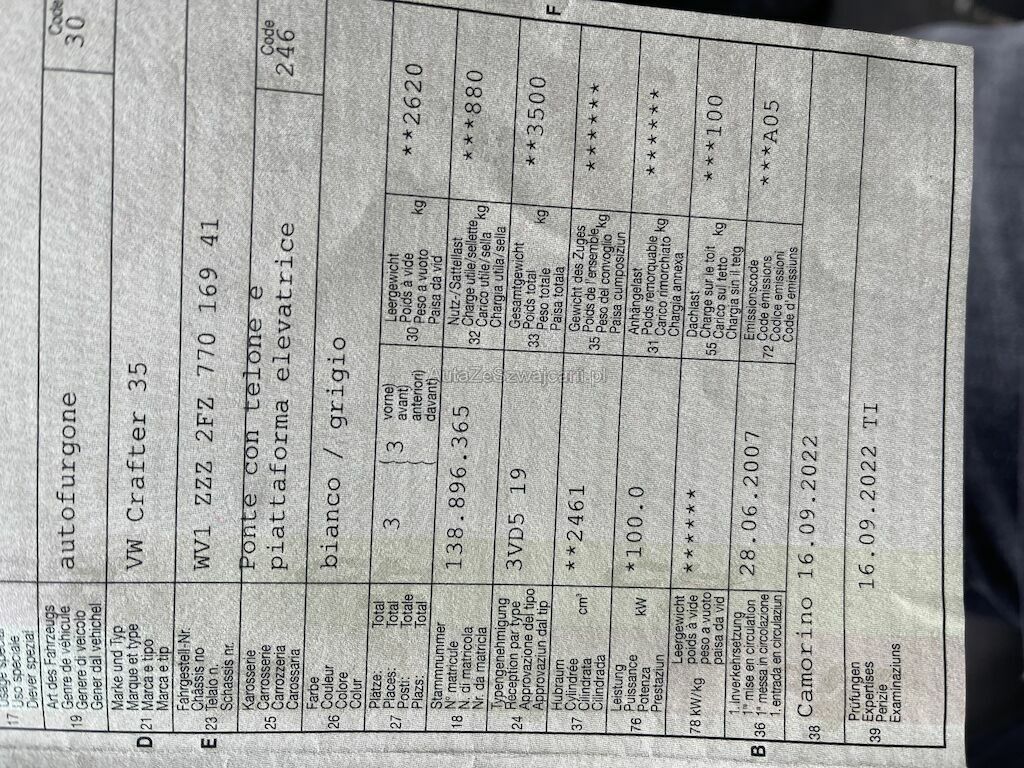 17 Uso speciale
Diever spezial
Art des Fahrzeugs
Genre de véhicule
19 Genere di veicolo
Gener dal vehichel
autofurgone
Code
30
Marke und Typ
Marque et type
D 21 Marca e tipo
Marca e tip
VW Crafter 35
Fahrgestell-Nr.
Châssis no
E 23 Telaio n.
Schassis nr.
WV1 ZZZ 2FZ 770 169 41
Karosserie
Carrosserie
25 Carrozzeria
Carossaria
Ponte con telone e
piattaforma elevatrice
Code
246
Farbe
Couleur
26 Colore
Colur
bianco / grigio
Plätze: Total
Places: Total
27 Posti: Totale
Plazs: Total
3 { 3
vorne)
avant)
anteriori)
davant)
Leergewicht
Poids à vide
30 Peso a vuoto kg
Paisa da vid
**2620
Stammnummer
N° matricule
18 N. di matricola
Nr. da matricla
138.896.365
Nutz-/Sattellast
Charge utile/sellette
32 Carico utile/sella kg
Chargia utila/sella
***880
Typengenehmigung
Réception par type
24 Approvazione del tipo
Approvaziun dal tip
3VD5 19
Gesamtgewicht
Poids total
33 Peso totale kg
Paisa totala
**3500
Hubraum
Cylindrée
37 Cilindrata cm³
Cilindrada
**2461
Gewicht des Zuges
Poids de l'ensemble
35 Peso del convoglio kg
Paisa cumposiziun
*******
Leistung
Puissance
76 Potenza kW
Prestaziun
*100.0
Anhängelast
Poids remorquable
31 Carico rimorchiato kg
Chargia annexa
*******
Leergewicht
poids à vide
78 kW/kg peso a vuoto
paisa da vid
******
Dachlast
Charge sur le toit
55 Carico sul tetto kg
Chargia sin il tetg
***100
1. Inverkehrsetzung
1re mise en circulation
B 36 1a messa in circolazione
1. entrada en circulaziun
28.06.2007
Emissionscode
Code émissions
72 Codice emissioni
Code d'emissiuns
***A05
38 Camorino 16.09.2022
Prüfungen
Expertises
39 Perizie
Examinaziuns
16.09.2022 TI
F
AutaZeSzwajcarii.pl